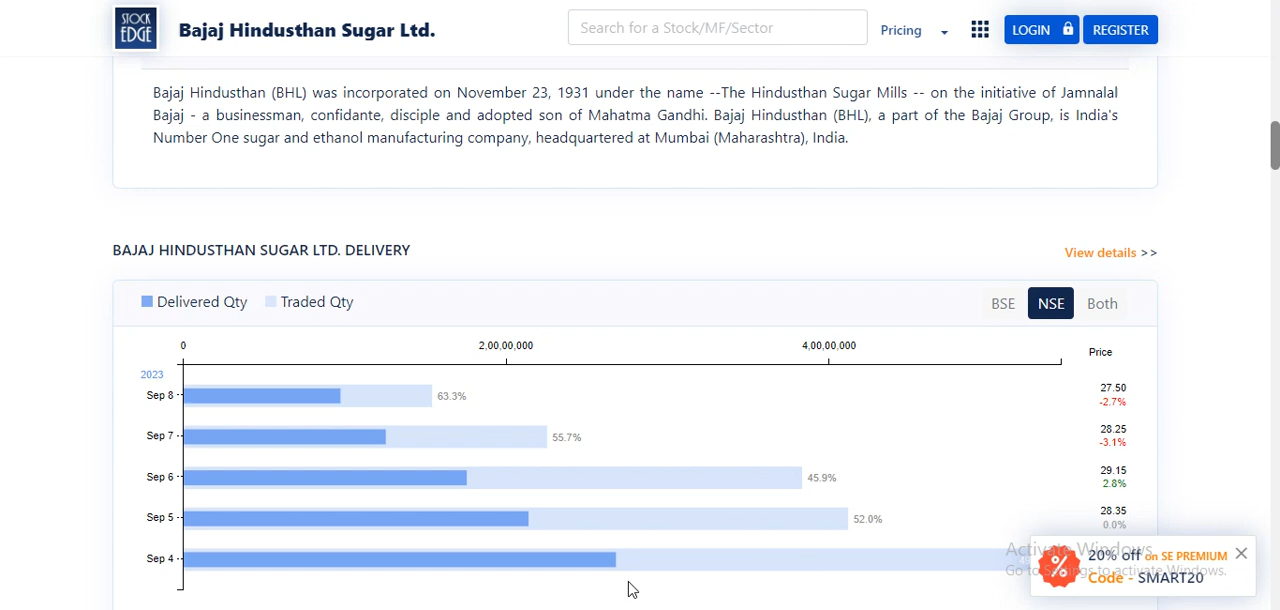 STOCK
EDGE
Bajaj Hindusthan Sugar Ltd.
Search for a Stock/MF/Sector
Pricing
LOGIN
REGISTER
Bajaj Hindusthan (BHL) was incorporated on November 23, 1931 under the name --The Hindusthan Sugar Mills -- on the initiative of Jamnalal
Bajaj - a businessman, confidante, disciple and adopted son of Mahatma Gandhi. Bajaj Hindusthan (BHL), a part of the Bajaj Group, is India's
Number One sugar and ethanol manufacturing company, headquartered at Mumbai (Maharashtra), India.
BAJAJ HINDUSTHAN SUGAR LTD. DELIVERY
View details >>
Delivered Qty Traded Qty
BSE NSE Both
0 2,00,00,000 4,00,00,000 Price
2023
Sep 8 63.3% 27.50
-2.7%
Sep 7 55.7% 28.25
-3.1%
Sep 6 45.9% 29.15
2.8%
Sep 5 52.0% 28.35
0.0%
Sep 4
Activate Windows
Go to Settings to activate Windows.
20% off on SE PREMIUM
Code - SMART20